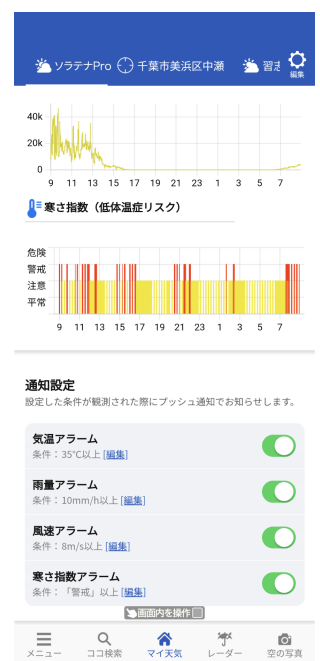 ソラテナPro 千葉市美浜区中瀬 習志 編集
40k
20k
0
9 11 13 15 17 19 21 23 1 3 5 7
寒さ指数（低体温症リスク）
危険
警戒
注意
平常
9 11 13 15 17 19 21 23 1 3 5 7
通知設定
設定した条件が観測された際にプッシュ通知でお知らせします。
気温アラーム
条件：35℃以上 [編集]
雨量アラーム
条件：10mm/h以上 [編集]
風速アラーム
条件：8m/s以上 [編集]
寒さ指数アラーム
条件：「警戒」以上 [編集]
画面内を操作
メニュー ココ検索 マイ天気 レーダー 空の写真